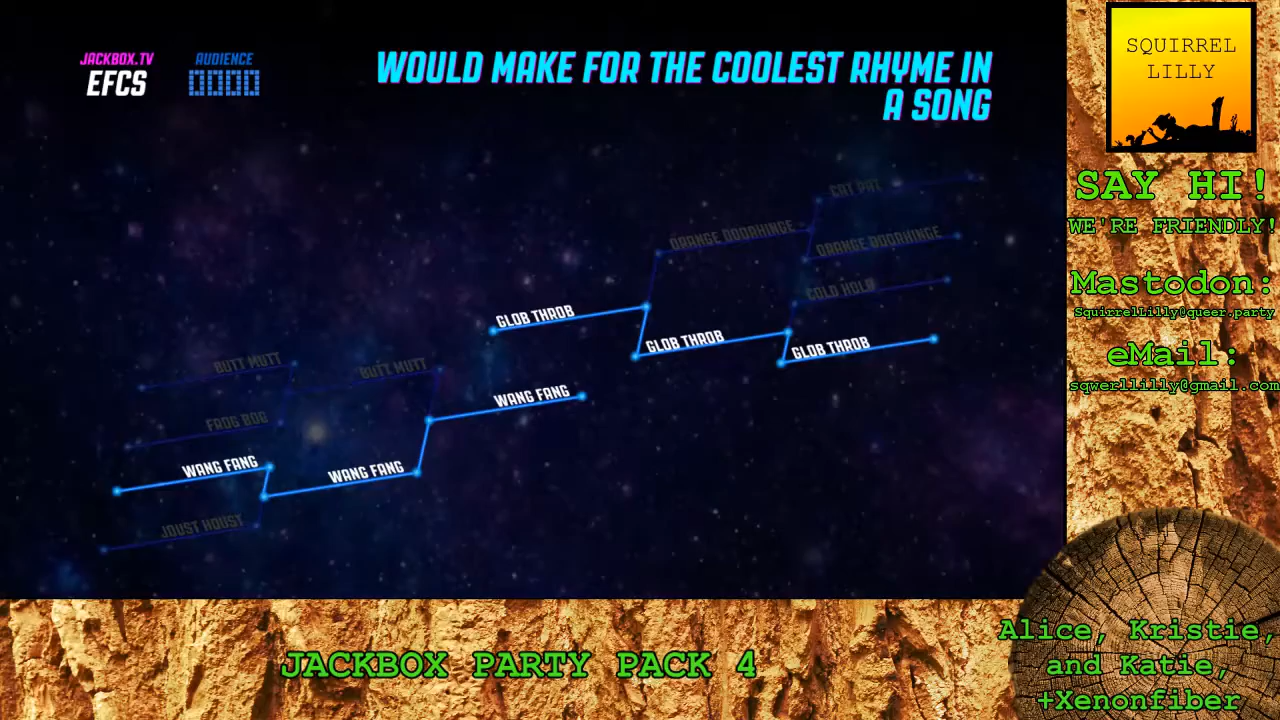 JACKBOX.TV
EFCS
AUDIENCE
WOULD MAKE FOR THE COOLEST RHYME IN
A SONG
CAT PAT
ORANGE DOORHINGE
ORANGE DOORHINGE
COLD HOLD
GLOB THROB
GLOB THROB
GLOB THROB
BUTT MUTT
BUTT MUTT
WANG FANG
FROG BOG
WANG FANG
WANG FANG
JOUST HOUST
SQUIRREL
LILLY
SAY HI!
WE'RE FRIENDLY!
Mastodon:
SquirrelLilly@queer.party
eMail:
sqwerllilly@gmail.com
JACKBOX PARTY PACK 4
Alice, Kristie,
and Katie,
+Xenonfiber